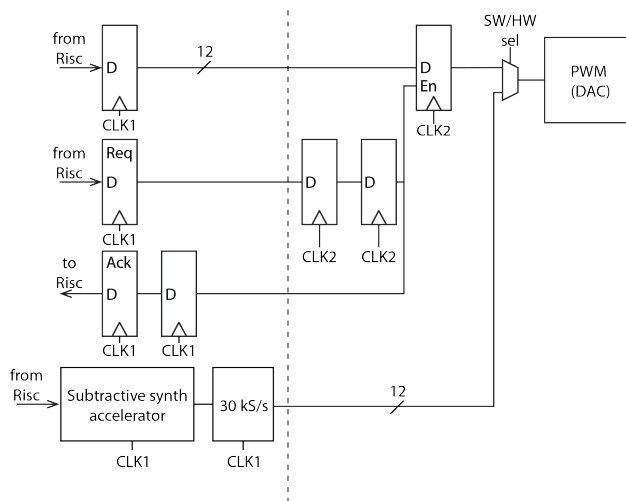 SW/HW
sel
from
Risc
D
12
D
En
PWM
(DAC)
CLK1
CLK2
from
Risc
Req
D
D
D
CLK1
CLK2
CLK2
to
Risc
Ack
D
D
CLK1
CLK1
from
Risc
Subtractive synth
accelerator
30 kS/s
12
CLK1
CLK1